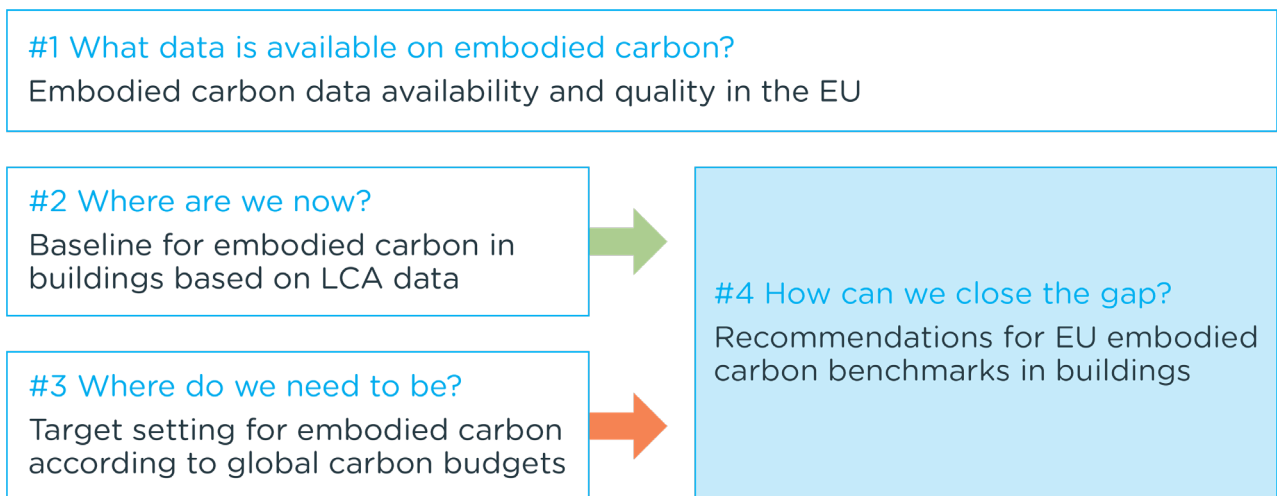 #1 What data is available on embodied carbon?
Embodied carbon data availability and quality in the EU
#2 Where are we now?
Baseline for embodied carbon in
buildings based on LCA data
#3 Where do we need to be?
Target setting for embodied carbon
according to global carbon budgets
#4 How can we close the gap?
Recommendations for EU embodied
carbon benchmarks in buildings